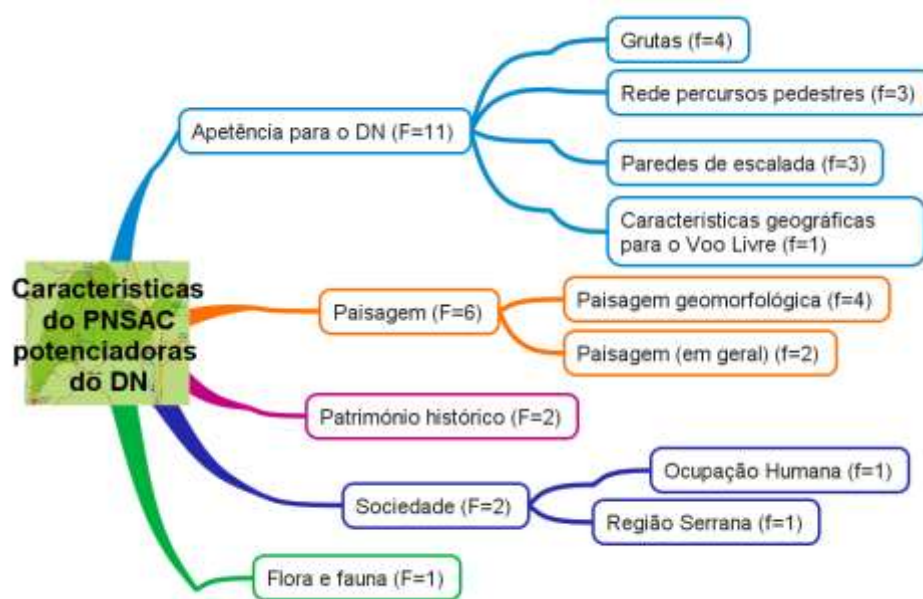 Características
do PNSAC
potenciadoras
do DN.
Apetência para o DN (F=11)
Grutas (f=4)
Rede percursos pedestres (f=3)
Paredes de escalada (f=3)
Características geográficas
para o Voo Livre (f=1)
Paisagem (F=6)
Paisagem geomorfológica (f=4)
Paisagem (em geral) (f=2)
Património histórico (F=2)
Sociedade (F=2)
Ocupação Humana (f=1)
Região Serrana (f=1)
Flora e fauna (F=1)